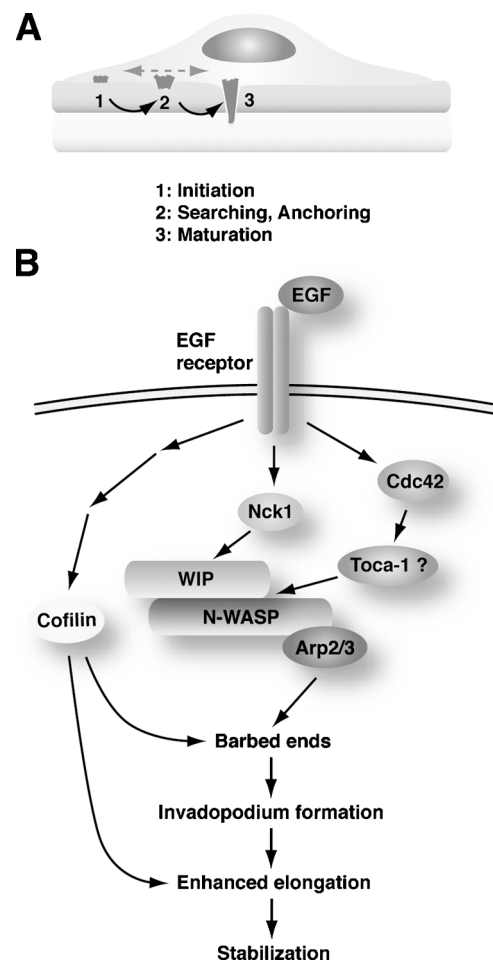 A
1
2
3
1: Initiation
2: Searching, Anchoring
3: Maturation
B
EGF
EGF
receptor
Cdc42
Nck1
Toca-1 ?
WIP
N-WASP
Cofilin
Arp2/3
Barbed ends
Invadopodium formation
Enhanced elongation
Stabilization